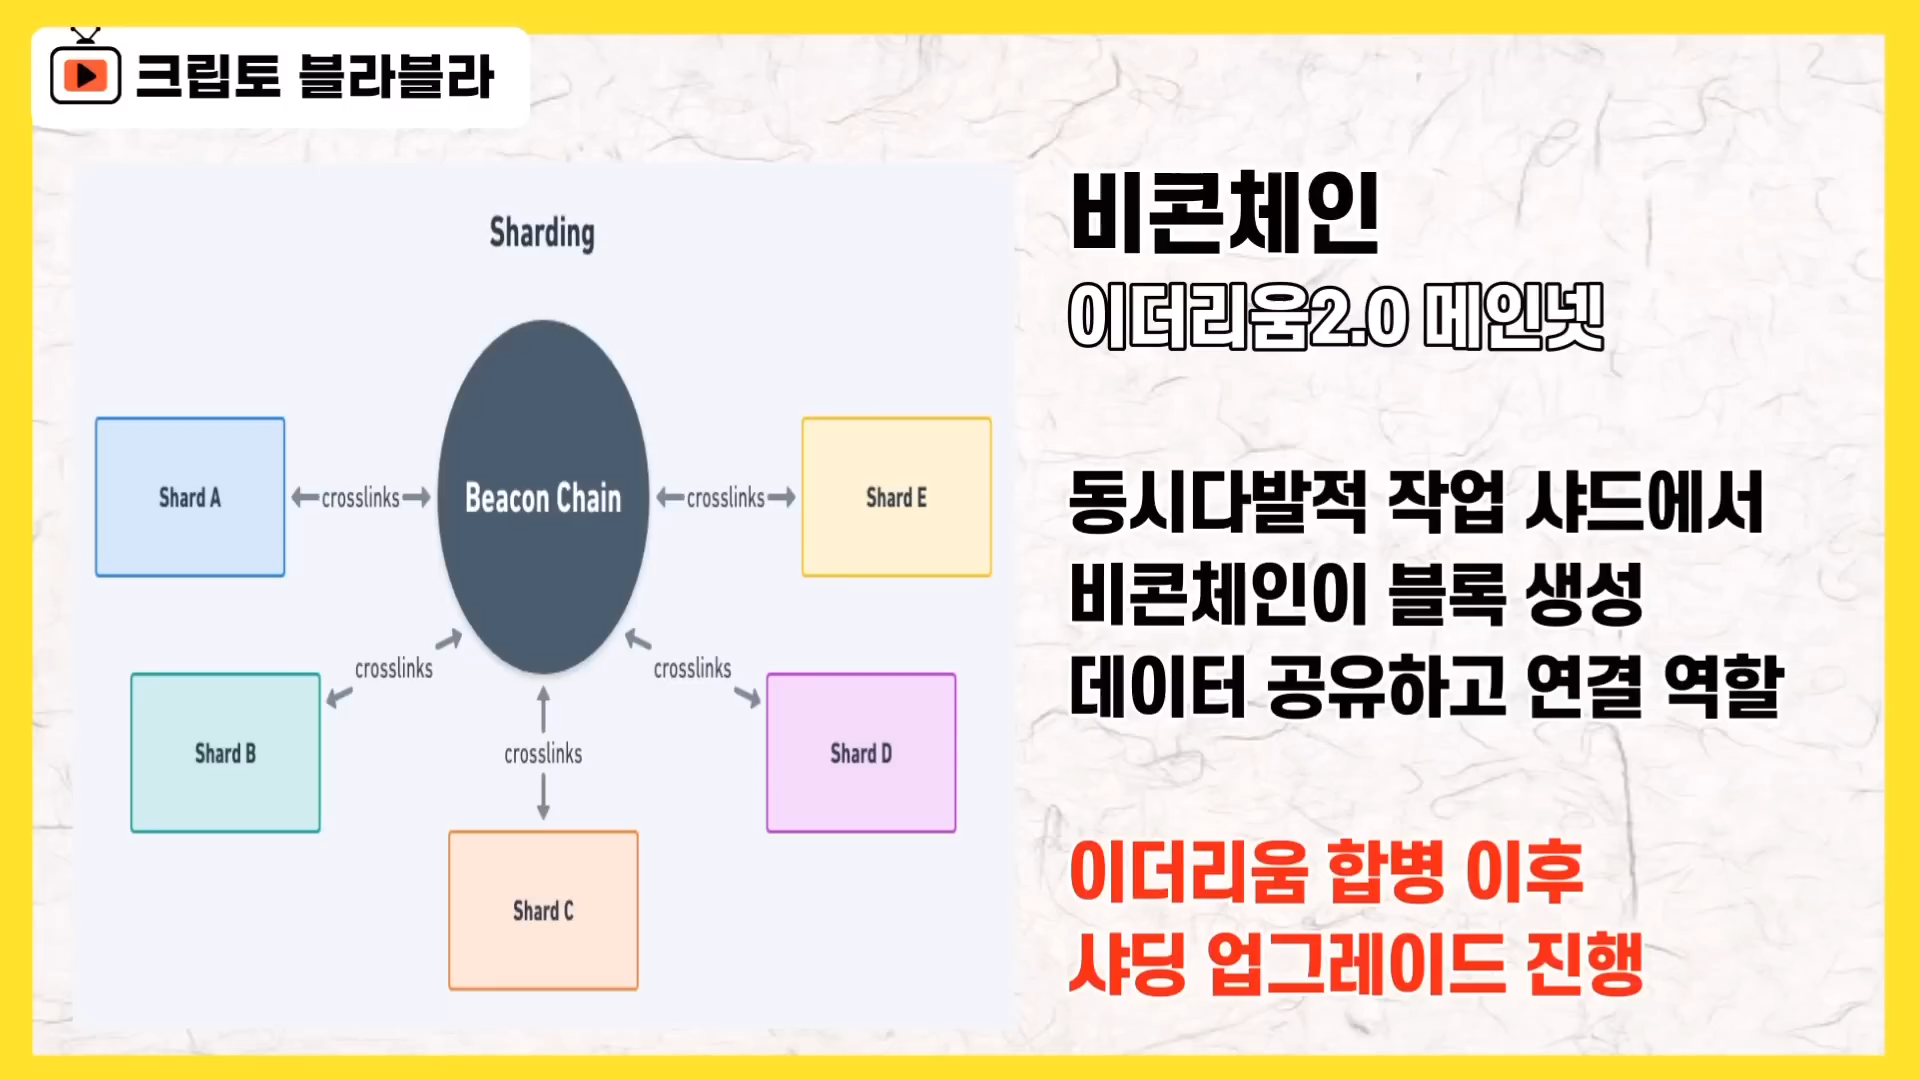 크립토 블라블라
Sharding
Beacon Chain
Shard A
crosslinks
crosslinks
Shard E
crosslinks
crosslinks
Shard B
crosslinks
Shard D
Shard C
비콘체인
이더리움2.0 메인넷
동시다발적 작업 샤드에서
비콘체인이 블록 생성
데이터 공유하고 연결 역할
이더리움 합병 이후
샤딩 업그레이드 진행